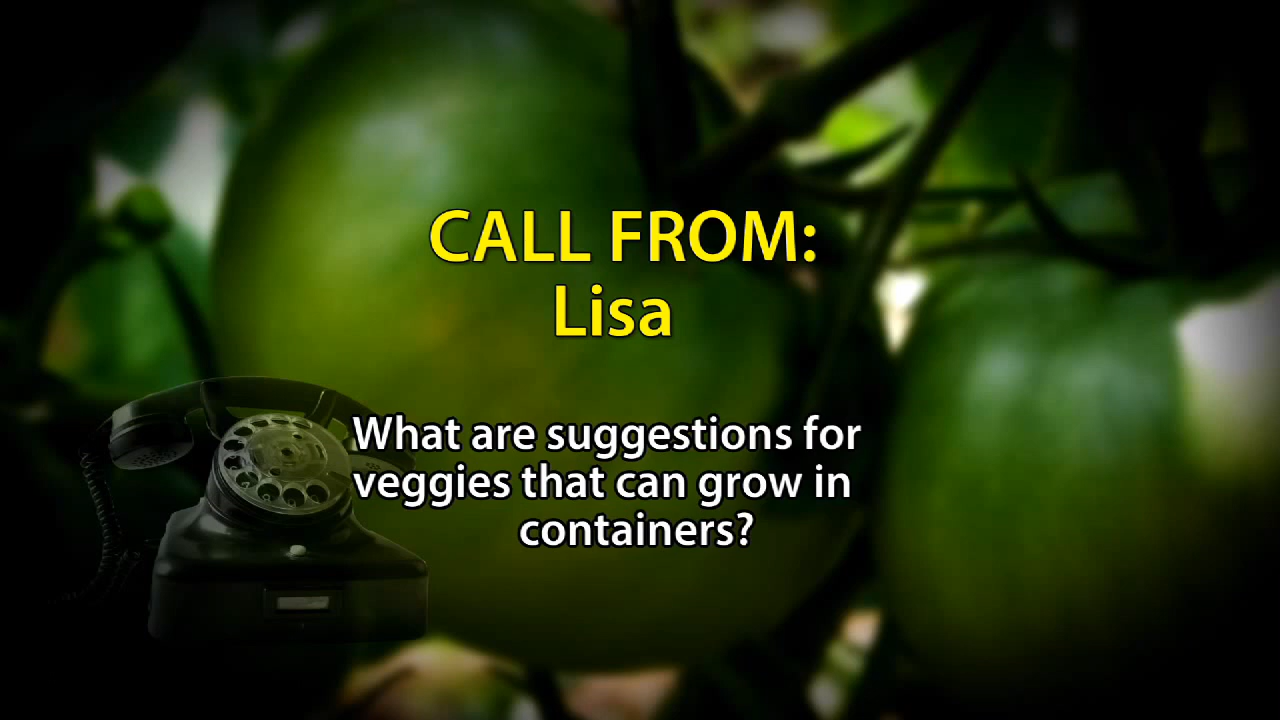 CALL FROM:
Lisa
What are suggestions for
veggies that can grow in
containers?